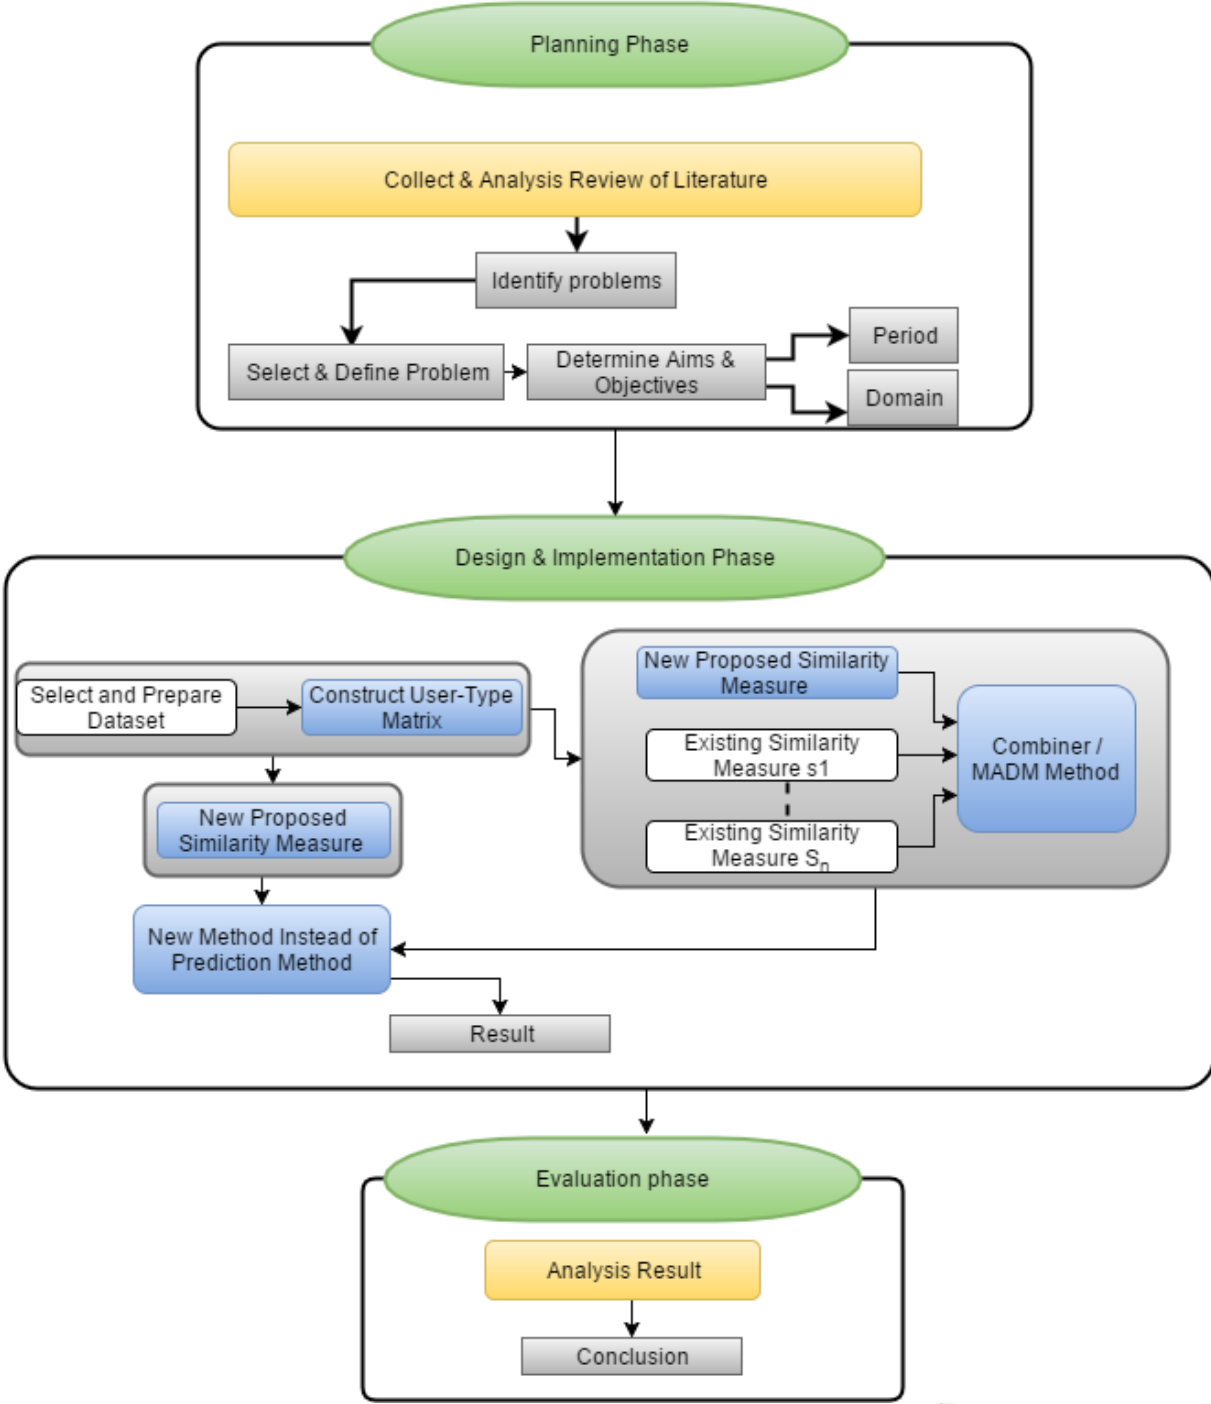 Planning Phase
Collect & Analysis Review of Literature
Identify problems
Select & Define Problem
Determine Aims &
Objectives
Period
Domain
Design & Implementation Phase
Select and Prepare
Dataset
Construct User-Type
Matrix
New Proposed Similarity
Measure
Existing Similarity
Measure s1
Existing Similarity
Measure Sn
Combiner /
MADM Method
New Proposed
Similarity Measure
New Method Instead of
Prediction Method
Result
Evaluation phase
Analysis Result
Conclusion